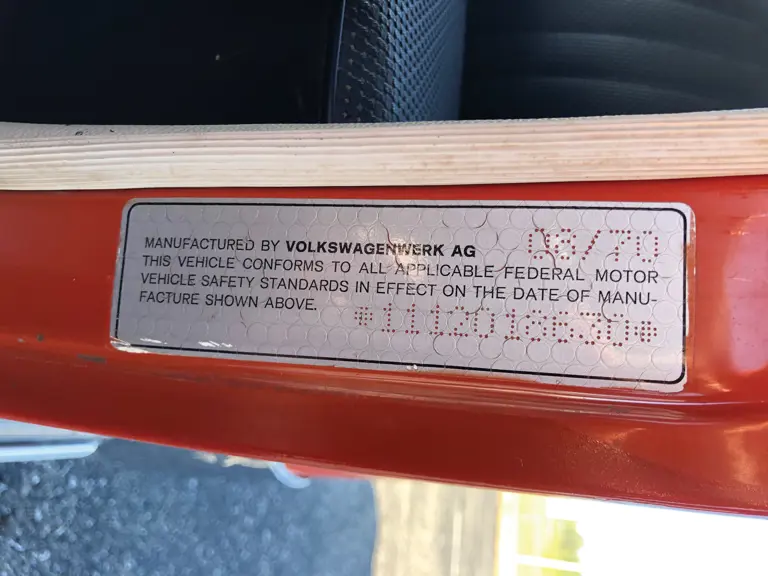 MANUFACTURED BY VOLKSWAGENWERK AG 08/70
THIS VEHICLE CONFORMS TO ALL APPLICABLE FEDERAL MOTOR
VEHICLE SAFETY STANDARDS IN EFFECT ON THE DATE OF MANU-
FACTURE SHOWN ABOVE. *1112016630*